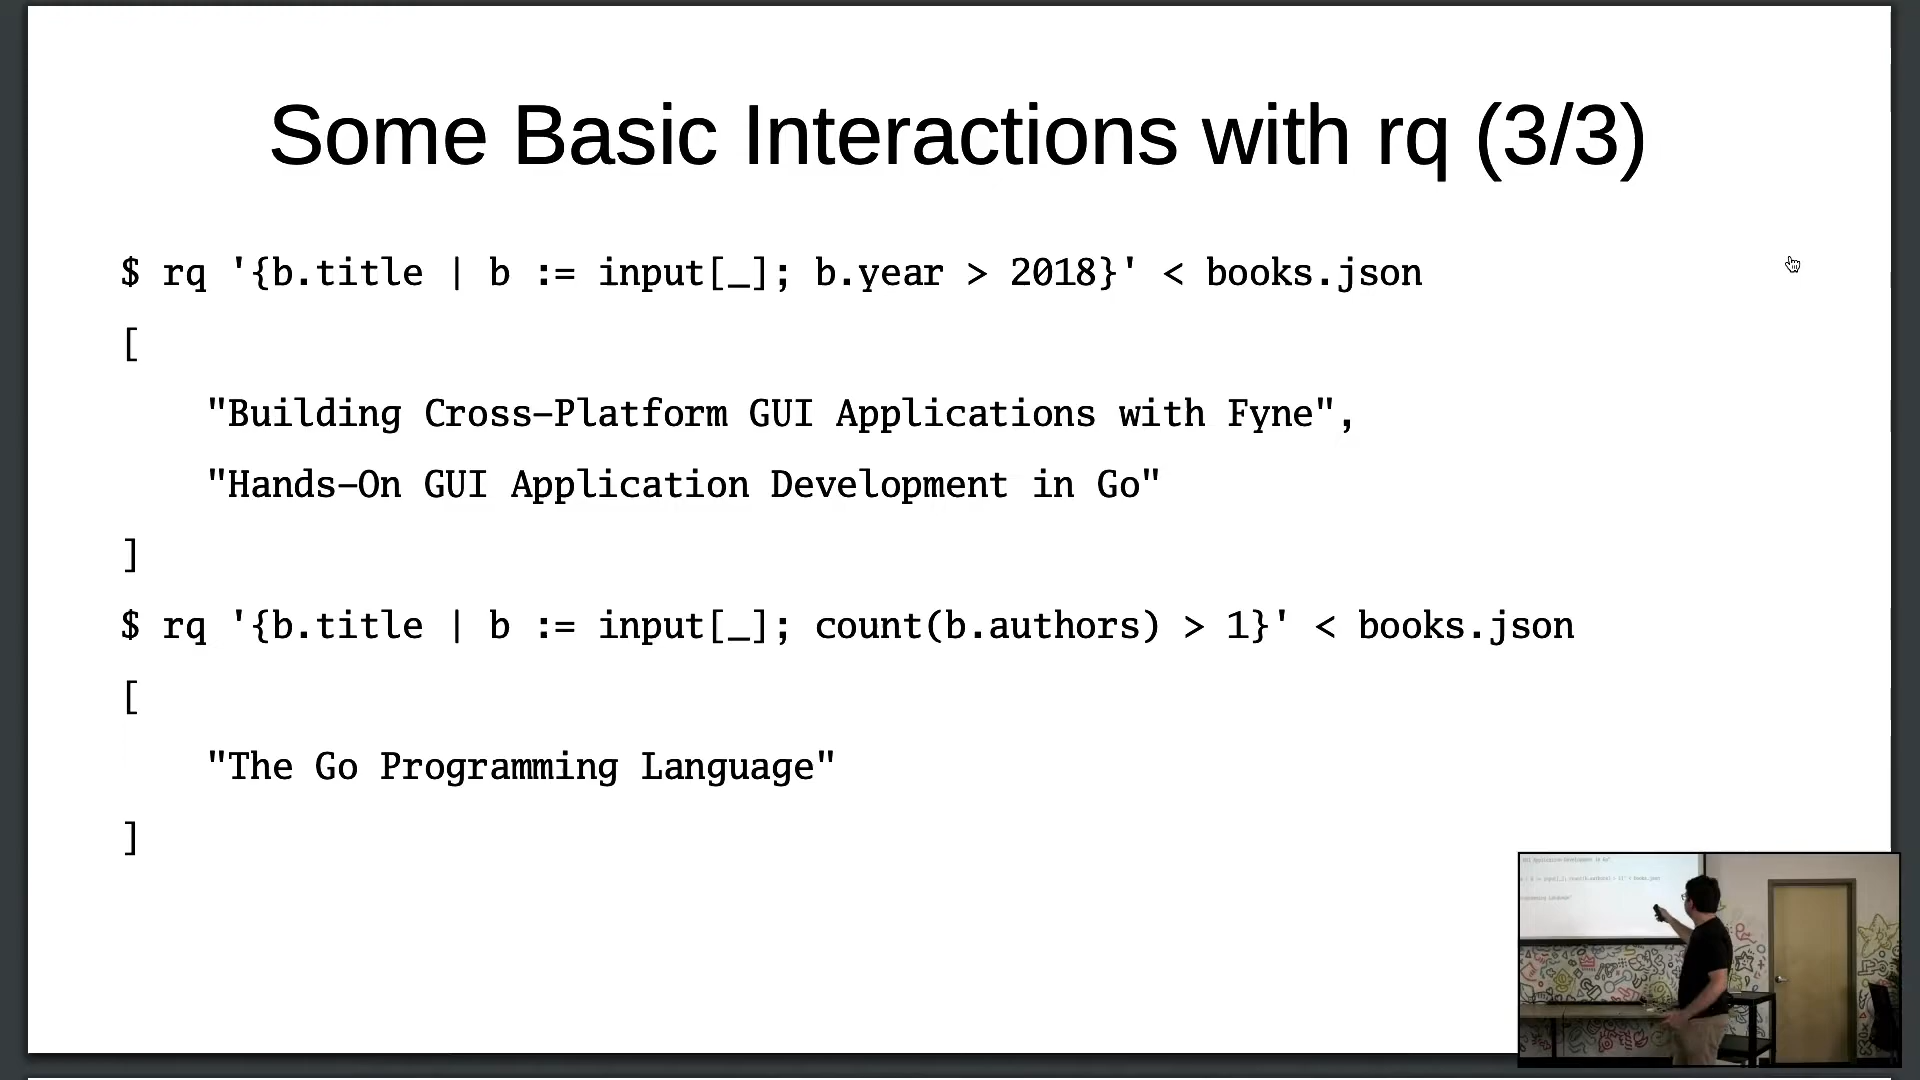 Some Basic Interactions with rq (3/3)
$ rq '{b.title | b := input[_]; b.year > 2018}' < books.json
[
"Building Cross-Platform GUI Applications with Fyne",
"Hands-On GUI Application Development in Go"
]
$ rq '{b.title | b := input[_]; count(b.authors) > 1}' < books.json
[
"The Go Programming Language"
]